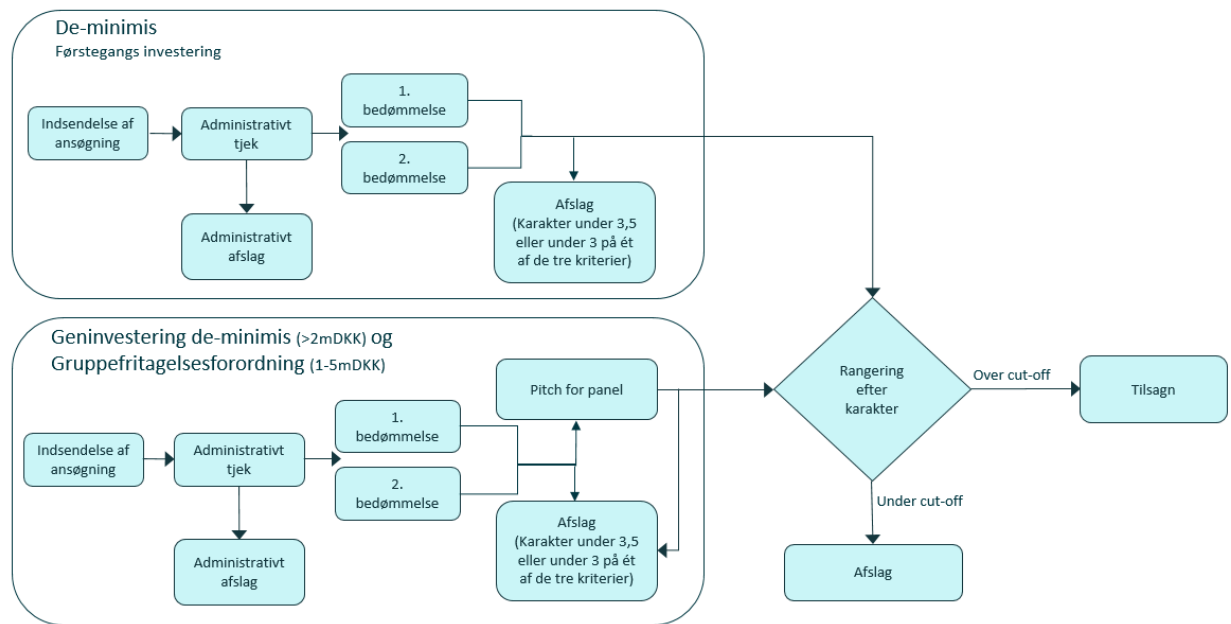 De-minimis
Førstegangs investering
Indsendelse af
ansøgning
Administrativt
tjek
Administrativt
afslag
1.
bedømmelse
2.
bedømmelse
Afslag
(Karakter under 3,5
eller under 3 på ét
af de tre kriterier)
Geninvestering de-minimis (>2mDKK) og
Gruppefritagelsesforordning (1-5mDKK)
Indsendelse af
ansøgning
Administrativt
tjek
Administrativt
afslag
1.
bedømmelse
2.
bedømmelse
Pitch for panel
Afslag
(Karakter under 3,5
eller under 3 på ét
af de tre kriterier)
Rangering
efter
karakter
Over cut-off
Tilsagn
Under cut-off
Afslag